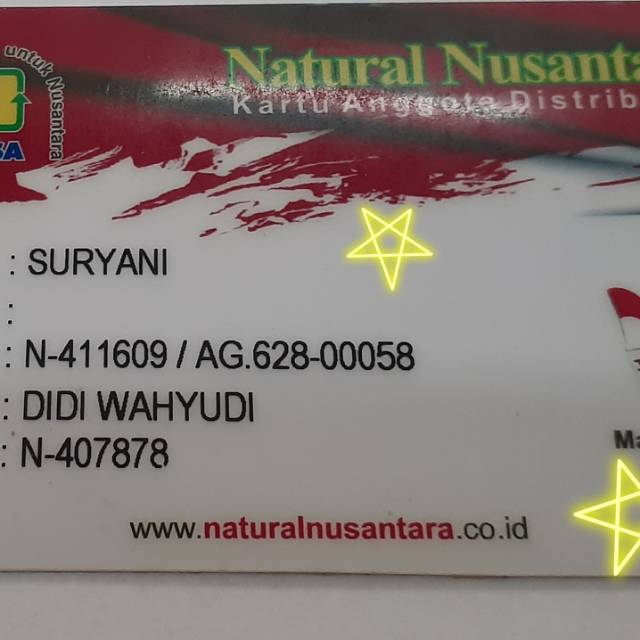 untuk Nusantara
SA
Natural Nusanta
Kartu Anggota Distrib
: SURYANI
:
: N-411609 / AG.628-00058
: DIDI WAHYUDI
: N-407878
Ma
www.naturalnusantara.co.id